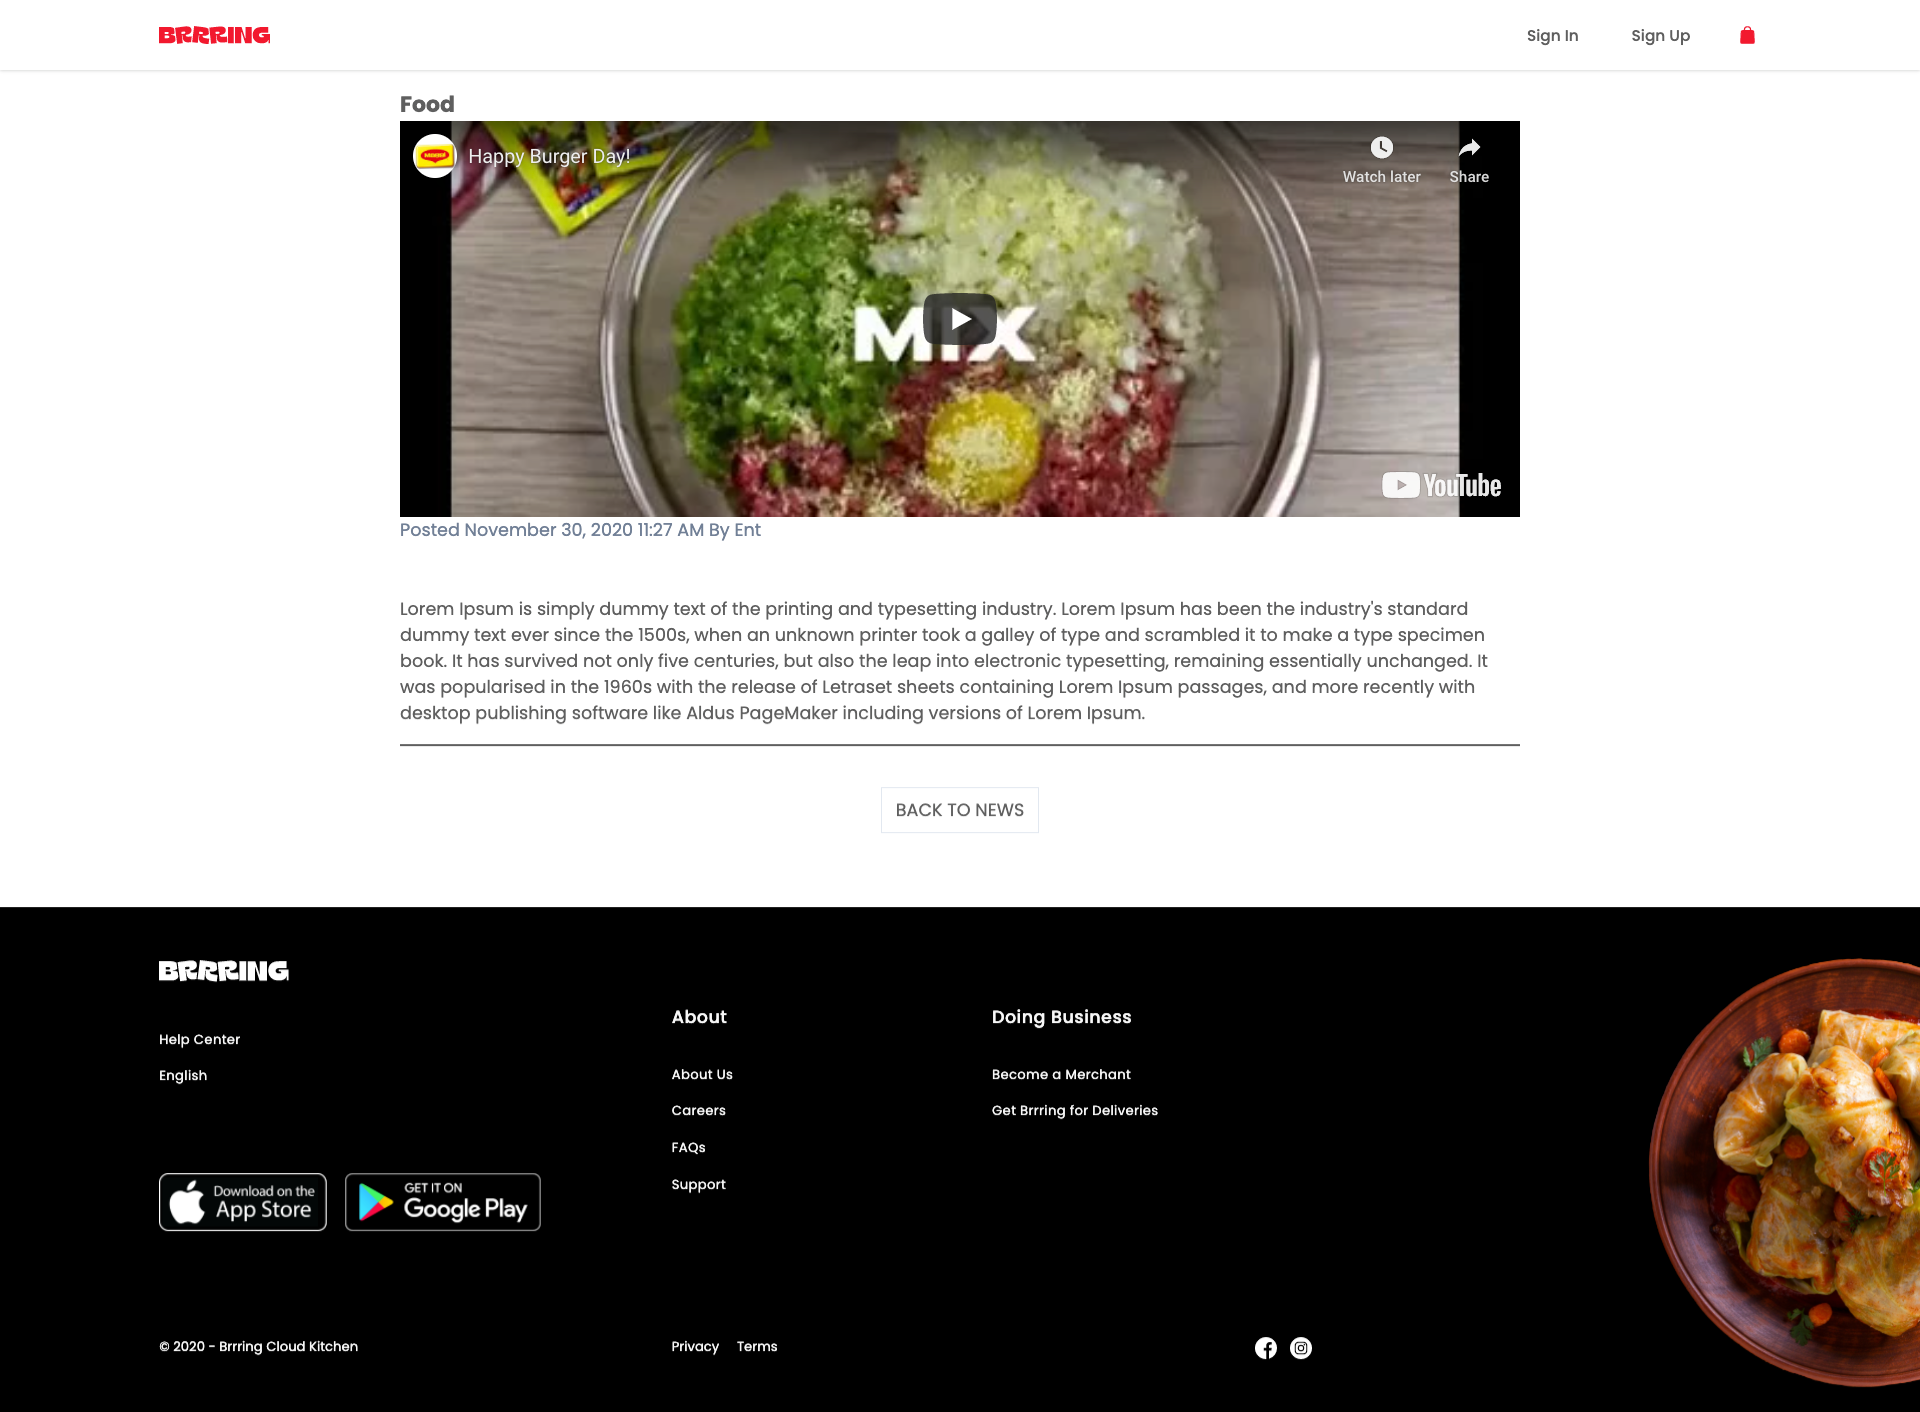 BRRRING
Sign In
Sign Up
Food
Maggi
Happy Burger Day!
Watch later
Share
MIX
YouTube
Posted November 30, 2020 11:27 AM By Ent
Lorem Ipsum is simply dummy text of the printing and typesetting industry. Lorem Ipsum has been the industry's standard
dummy text ever since the 1500s, when an unknown printer took a galley of type and scrambled it to make a type specimen
book. It has survived not only five centuries, but also the leap into electronic typesetting, remaining essentially unchanged. It
was popularised in the 1960s with the release of Letraset sheets containing Lorem Ipsum passages, and more recently with
desktop publishing software like Aldus PageMaker including versions of Lorem Ipsum.
BACK TO NEWS
BRRRING
Help Center
English
Download on the
App Store
GET IT ON
Google Play
About
About Us
Careers
FAQs
Support
Doing Business
Become a Merchant
Get Brrring for Deliveries
© 2020 - Brrring Cloud Kitchen
Privacy
Terms